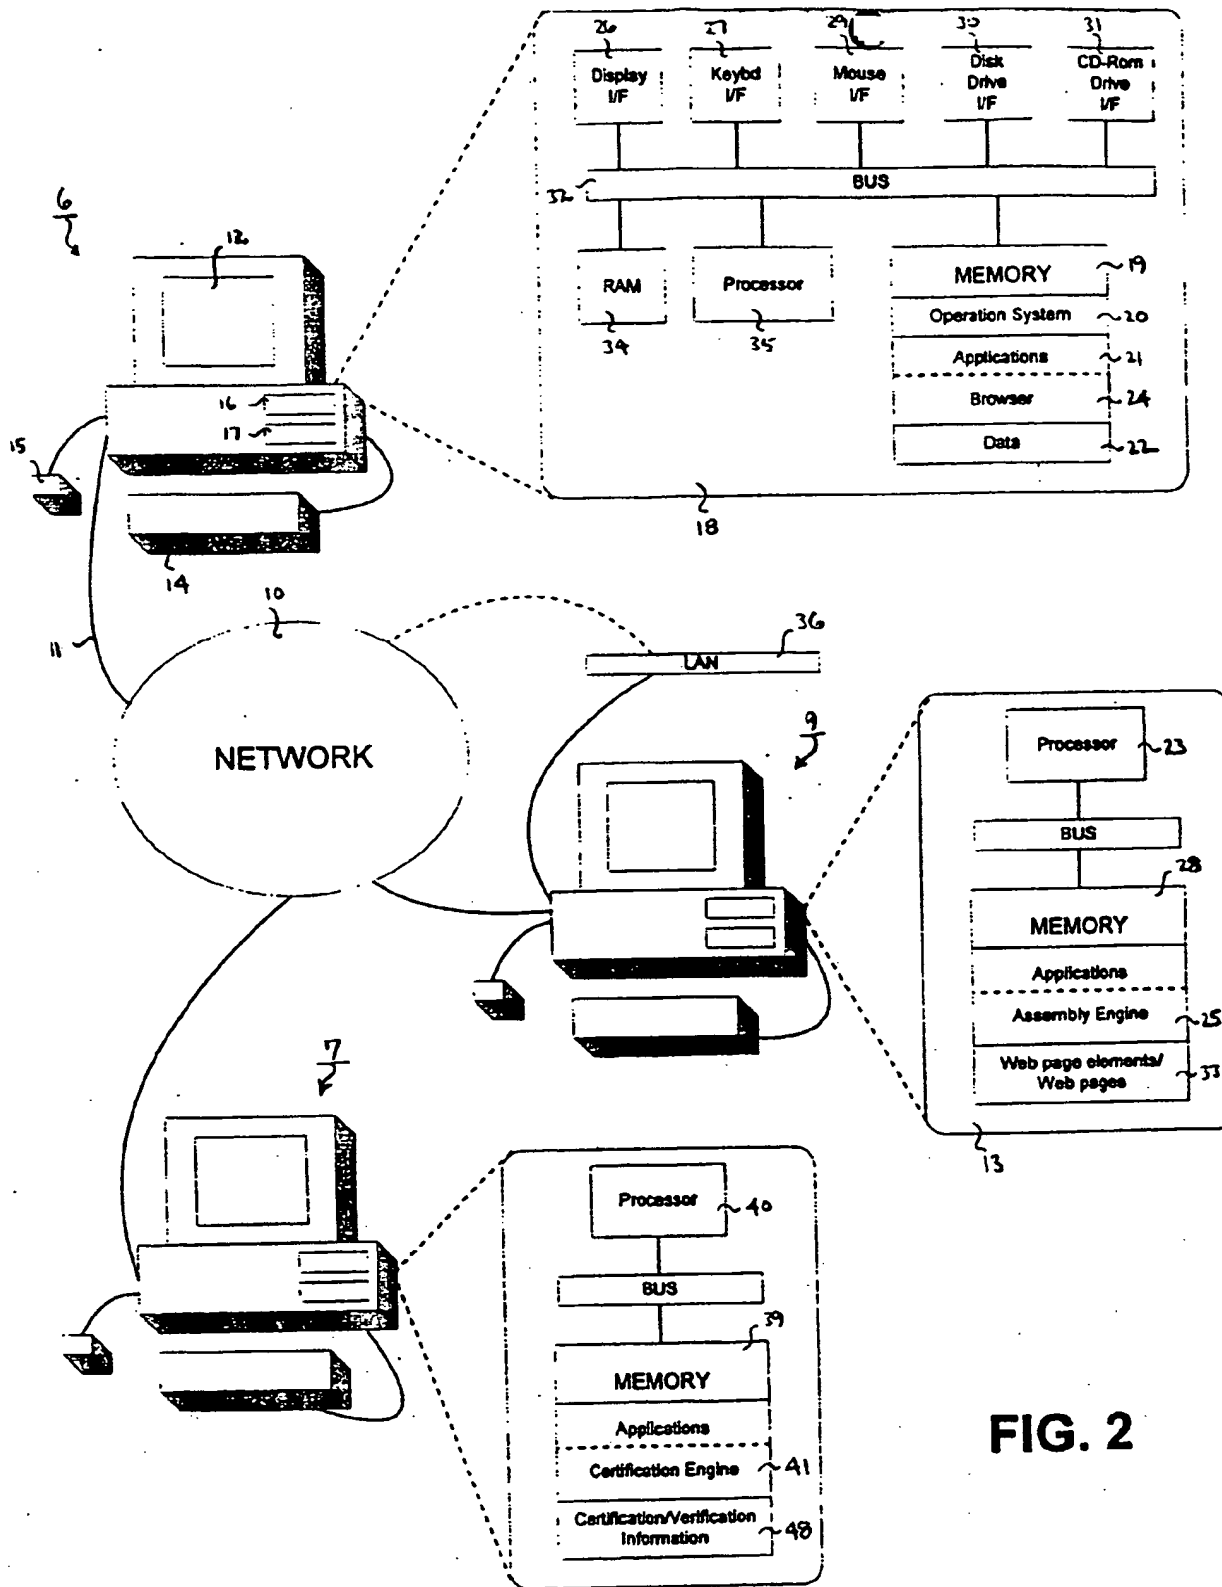 26
27
29
30
31
Display
I/F
Keybd
I/F
Mouse
I/F
Disk
Drive
I/F
CD-Rom
Drive
I/F
32
BUS
6
12
RAM
34
Processor
35
MEMORY
19
Operation System
20
Applications
21
Browser
24
Data
22
16
17
15
14
18
10
11
NETWORK
36
LAN
9
Processor
23
BUS
28
MEMORY
Applications
Assembly Engine
25
Web page elements/
Web pages
33
13
7
Processor
40
BUS
39
MEMORY
Applications
Certification Engine
41
Certification/Verification
Information
48
FIG. 2